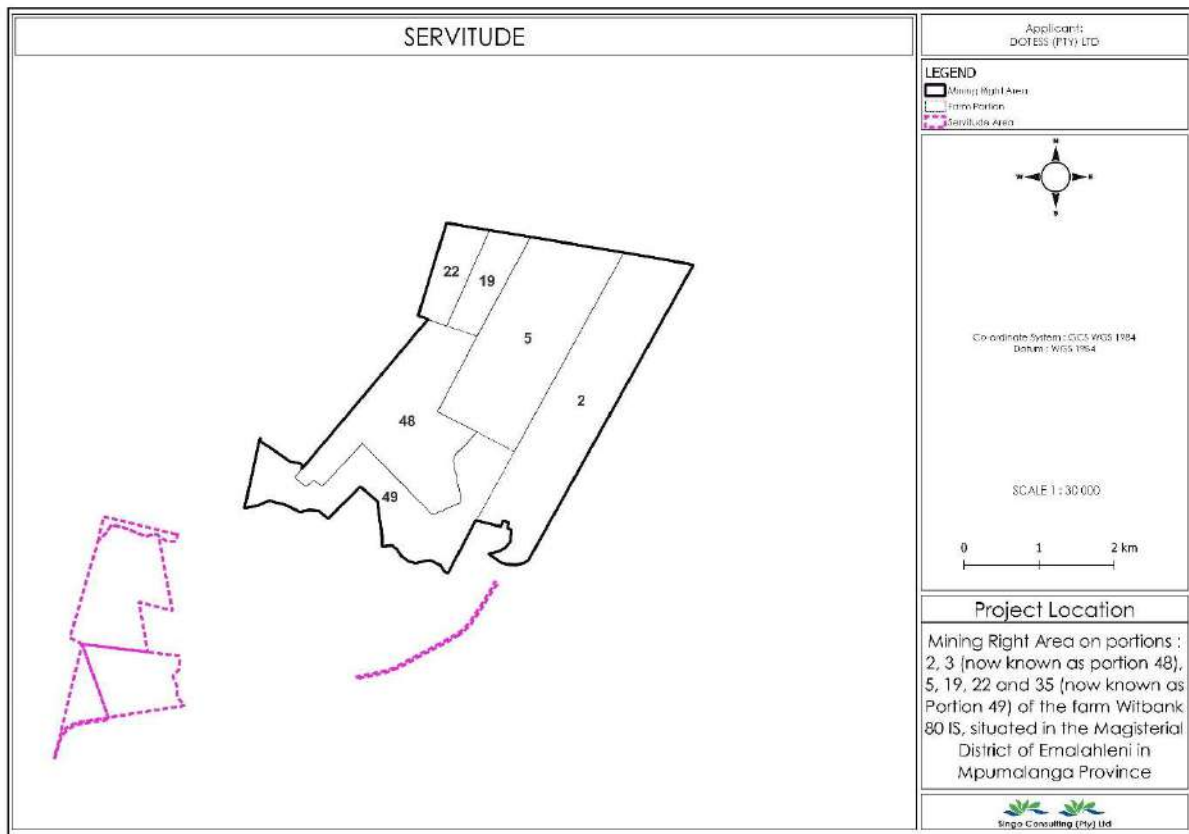 SERVITUDE
22
19
5
2
48
49
Applicant:
DOTESS (PTY) LTD
LEGEND
Mining Right Area
Farm Portion
Servitude Area
N
W
E
S
Co-ordinate System : GCS WGS 1984
Datum : WGS 1984
SCALE 1 : 30 000
0 1 2 km
Project Location
Mining Right Area on portions :
2, 3 (now known as portion 48),
5, 19, 22 and 35 (now known as
Portion 49) of the farm Witbank
80 IS, situated in the Magisterial
District of Emalahleni in
Mpumalanga Province
Singo Consulting (Pty) Ltd